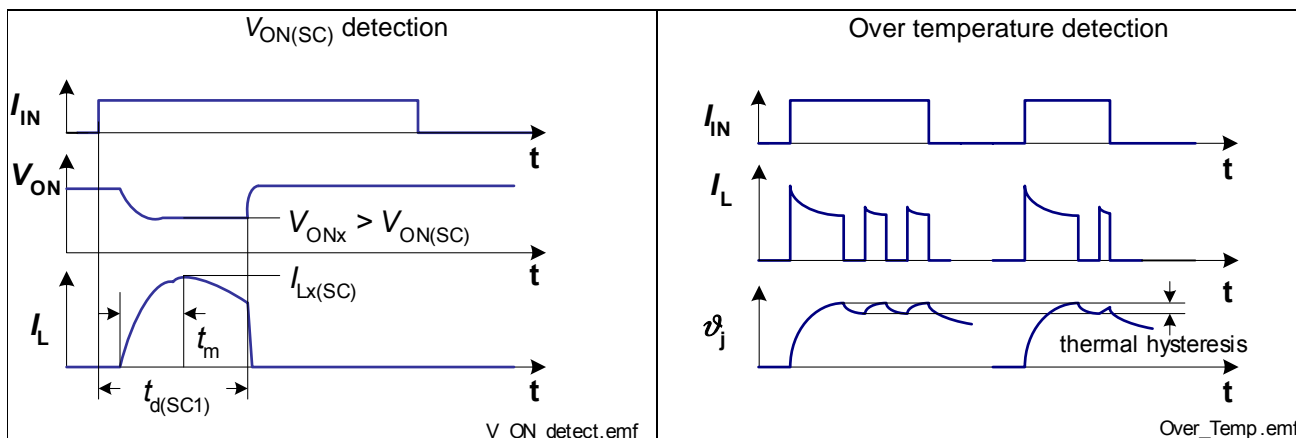 V_ON(SC) detection
I_IN
t
V_ON
V_ONx > V_ON(SC)
t
I_Lx(SC)
I_L
t_m
t
t_d(SC1)
V_ON_detect.emf
Over temperature detection
I_IN
t
I_L
t
ϑ_j
thermal hysteresis
t
Over_Temp.emf